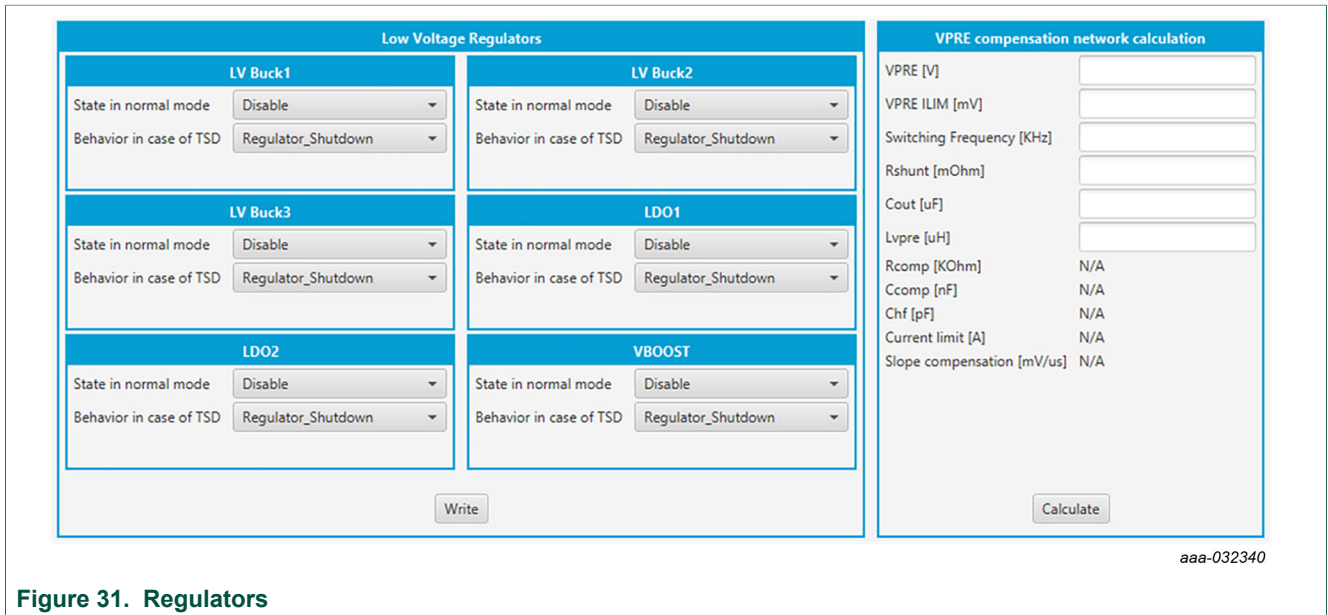 Low Voltage Regulators
LV Buck1
State in normal mode Disable
Behavior in case of TSD Regulator_Shutdown
LV Buck2
State in normal mode Disable
Behavior in case of TSD Regulator_Shutdown
LV Buck3
State in normal mode Disable
Behavior in case of TSD Regulator_Shutdown
LDO1
State in normal mode Disable
Behavior in case of TSD Regulator_Shutdown
LDO2
State in normal mode Disable
Behavior in case of TSD Regulator_Shutdown
VBOOST
State in normal mode Disable
Behavior in case of TSD Regulator_Shutdown
Write
VPRE compensation network calculation
VPRE [V]
VPRE ILIM [mV]
Switching Frequency [KHz]
Rshunt [mOhm]
Cout [uF]
Lvpre [uH]
Rcomp [KOhm] N/A
Ccomp [nF] N/A
Chf [pF] N/A
Current limit [A] N/A
Slope compensation [mV/us] N/A
Calculate
aaa-032340
Figure 31. Regulators